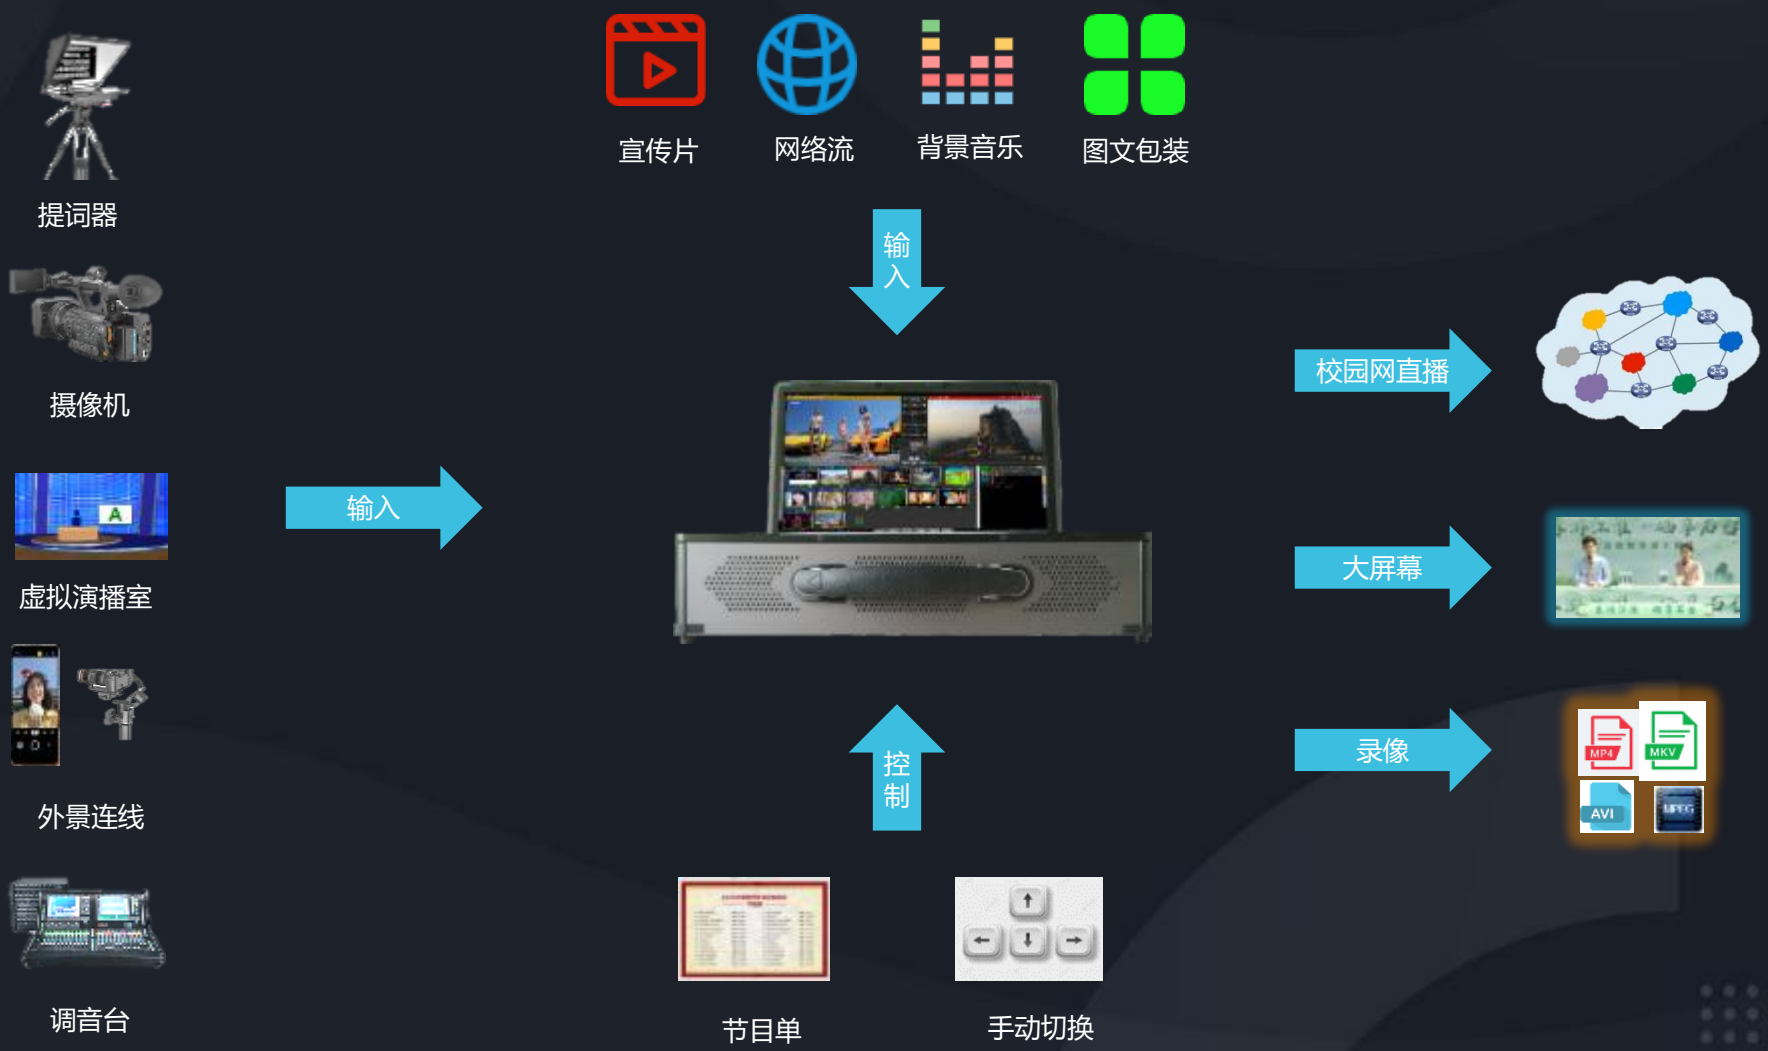 宣传片
网络流
背景音乐
图文包装
提词器
输入
摄像机
校园网直播
输入
虚拟演播室
大屏幕
外景连线
控制
录像
MP4
MKV
AVI
MPEG
调音台
节目单
手动切换
A